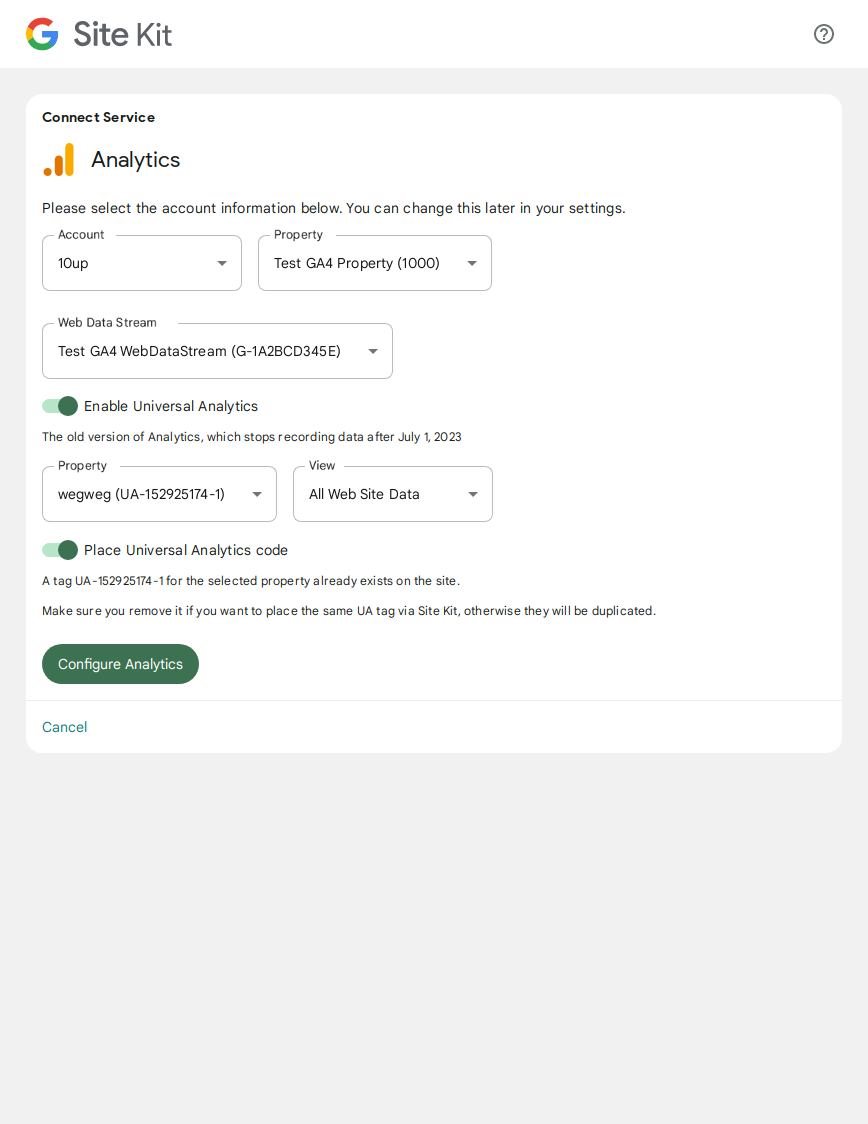 Site Kit
Connect Service
Analytics
Please select the account information below. You can change this later in your settings.
Account
10up
Property
Test GA4 Property (1000)
Web Data Stream
Test GA4 WebDataStream (G-1A2BCD345E)
Enable Universal Analytics
The old version of Analytics, which stops recording data after July 1, 2023
Property
wegweg (UA-152925174-1)
View
All Web Site Data
Place Universal Analytics code
A tag UA-152925174-1 for the selected property already exists on the site.
Make sure you remove it if you want to place the same UA tag via Site Kit, otherwise they will be duplicated.
Configure Analytics
Cancel